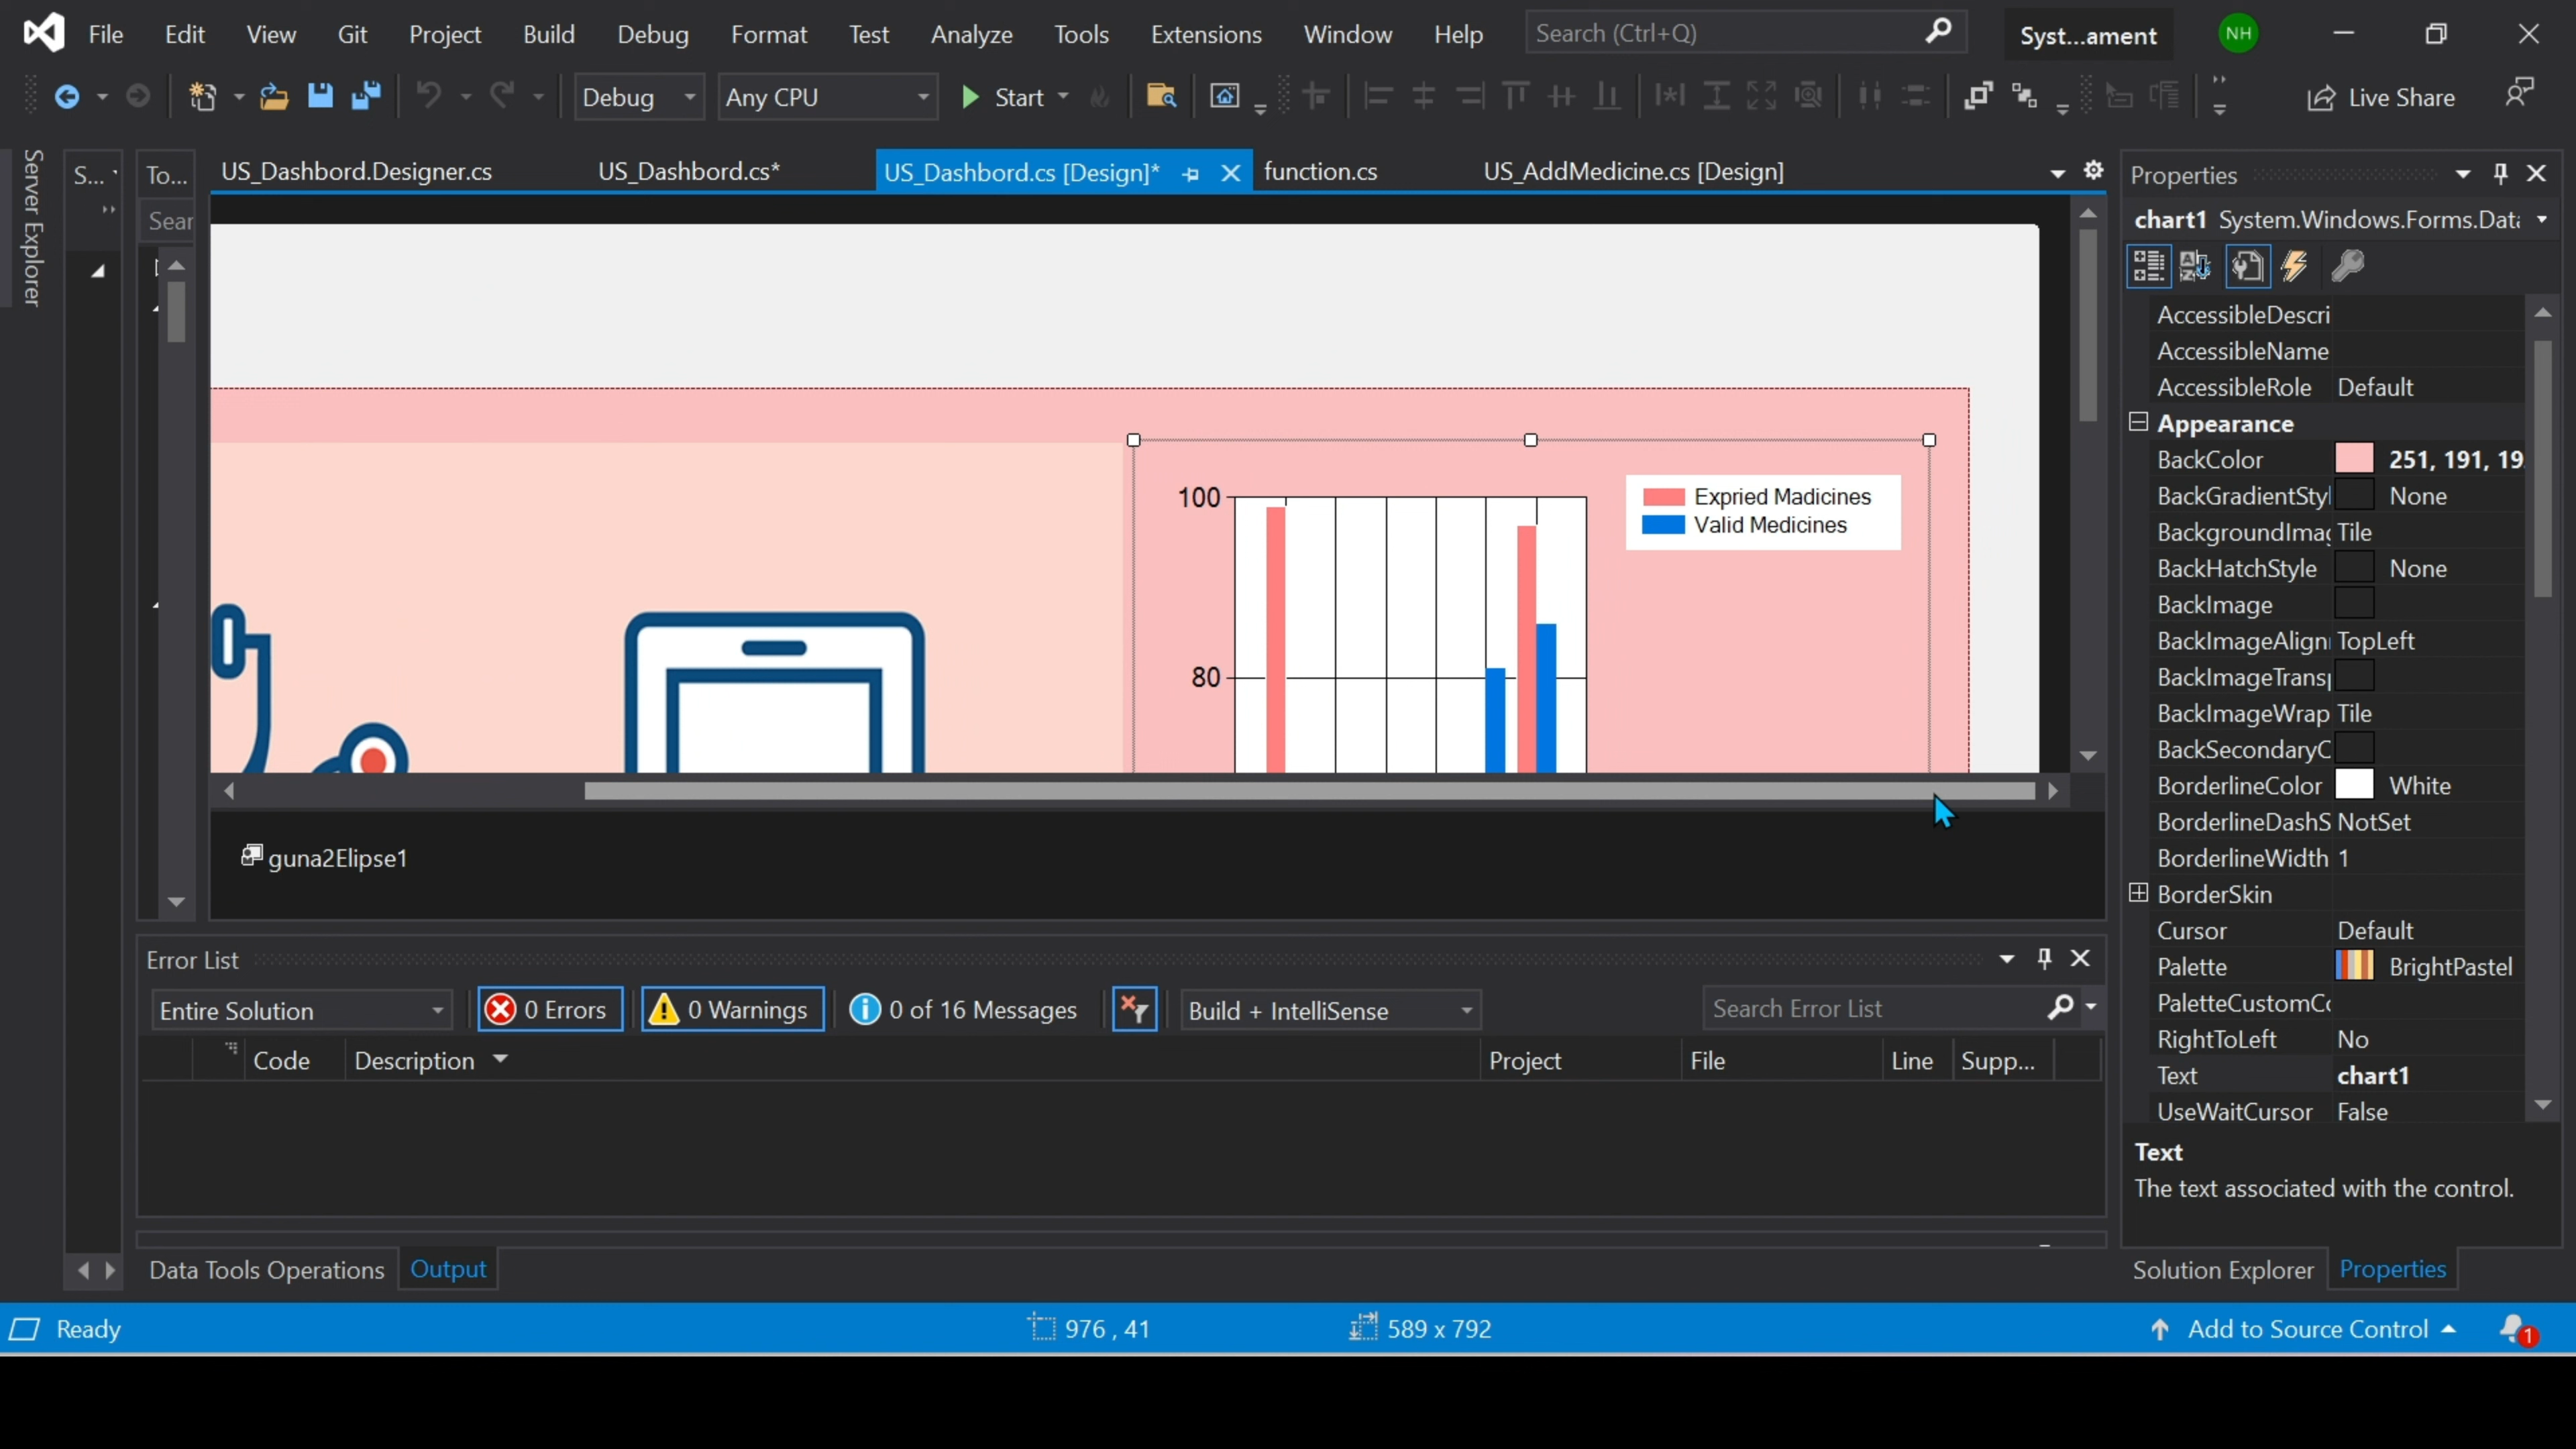 File Edit View Git Project Build Debug Format Test Tools Analyze Extensions Window Help Search (Ctrl+Q) Syst...ament NH
Debug Any CPU Start Live Share
Server Explorer
S...
To...
Sear
US_Dashbord.Designer.cs US_Dashbord.cs* US_Dashbord.cs [Design]* function.cs US_AddMedicine.cs [Design]
100
80
Expried Madicines
Valid Medicines
guna2Elipse1
Error List
Entire Solution 0 Errors 0 Warnings 0 of 16 Messages Build + IntelliSense Search Error List
Code Description Project File Line Supp...
Data Tools Operations Output
Properties
chart1 System.Windows.Forms.Data
AccessibleDescri
AccessibleName
AccessibleRole Default
Appearance
BackColor 251, 191, 19
BackGradientStyl None
BackgroundImag Tile
BackHatchStyle None
BackImage
BackImageAlign TopLeft
BackImageTransp
BackImageWrap Tile
BackSecondaryC
BorderlineColor White
BorderlineDashS NotSet
BorderlineWidth 1
BorderSkin
Cursor Default
Palette BrightPastel
PaletteCustomCo
RightToLeft No
Text chart1
UseWaitCursor False
Text
The text associated with the control.
Solution Explorer Properties
Ready 976 , 41 589 x 792 Add to Source Control 1